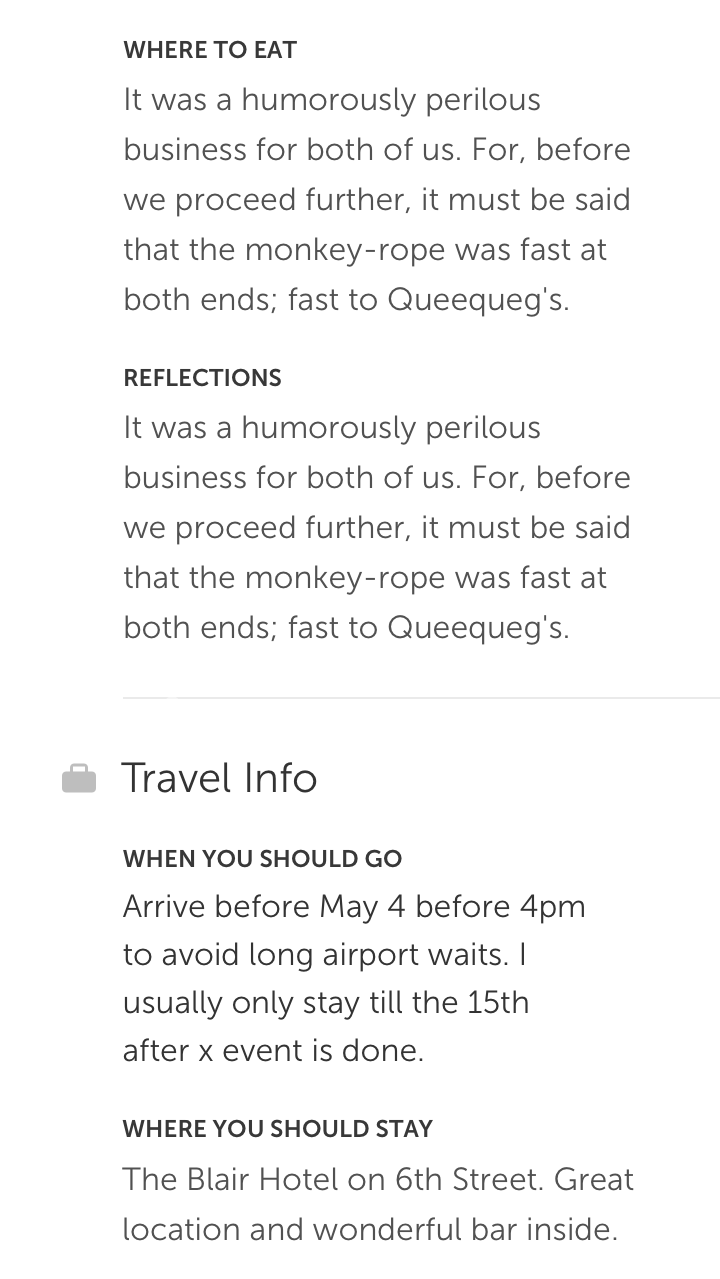 WHERE TO EAT
It was a humorously perilous
business for both of us. For, before
we proceed further, it must be said
that the monkey-rope was fast at
both ends; fast to Queequeg's.
REFLECTIONS
It was a humorously perilous
business for both of us. For, before
we proceed further, it must be said
that the monkey-rope was fast at
both ends; fast to Queequeg's.
Travel Info
WHEN YOU SHOULD GO
Arrive before May 4 before 4pm
to avoid long airport waits. I
usually only stay till the 15th
after x event is done.
WHERE YOU SHOULD STAY
The Blair Hotel on 6th Street. Great
location and wonderful bar inside.